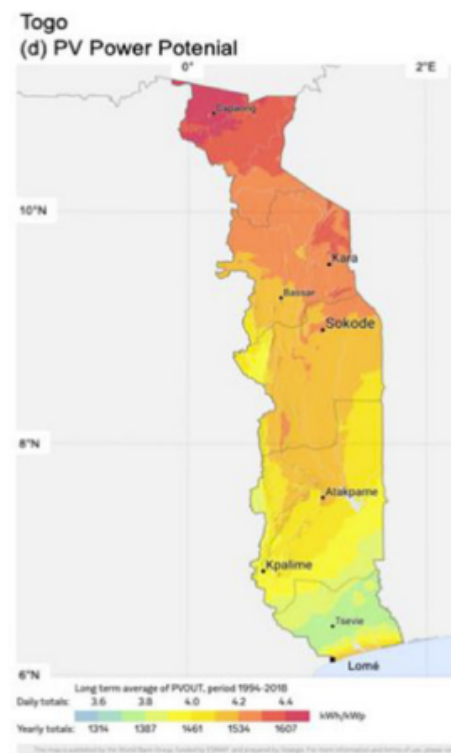 Togo
(d) PV Power Potenial
0° 2°E
Dapaong
10°N
Kara
Bassar
Sokode
8°N
Atakpame
Kpalime
Tsevie
6°N
Lomé
Long term average of PVOUT, period 1994-2018
Daily totals: 3.6 3.8 4.0 4.2 4.4 kWh/kWp
Yearly totals: 1314 1387 1461 1534 1607